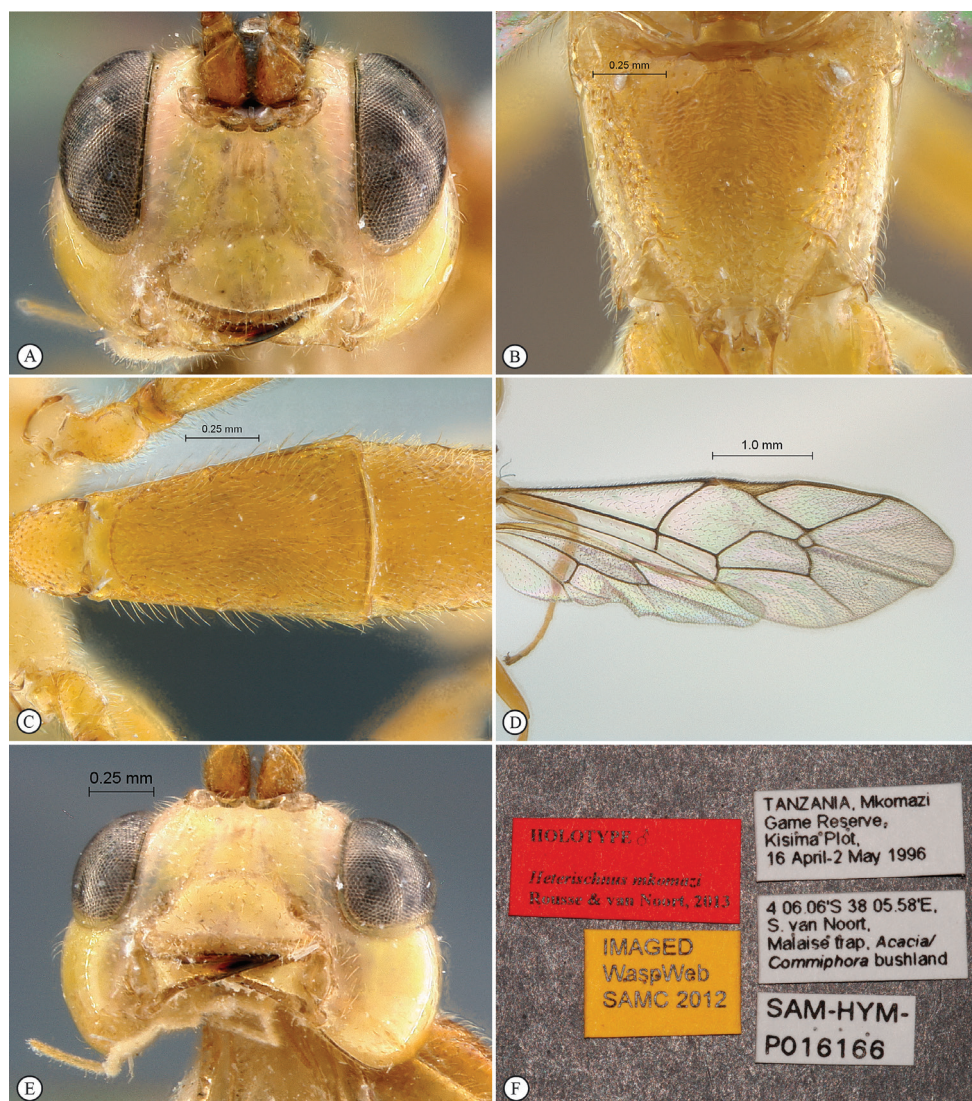 A
0.25 mm
B
0.25 mm
C
1.0 mm
D
0.25 mm
E
HOLOTYPE ♂
Heterischnus mkomazi
Rousse & van Noort, 2013
IMAGED
WaspWeb
SAMC 2012
TANZANIA, Mkomazi
Game Reserve,
Kisima Plot,
16 April-2 May 1996
4 06.06'S 38 05.58'E,
S. van Noort,
Malaise trap, Acacia/
Commiphora bushland
SAM-HYM-
P016166
F